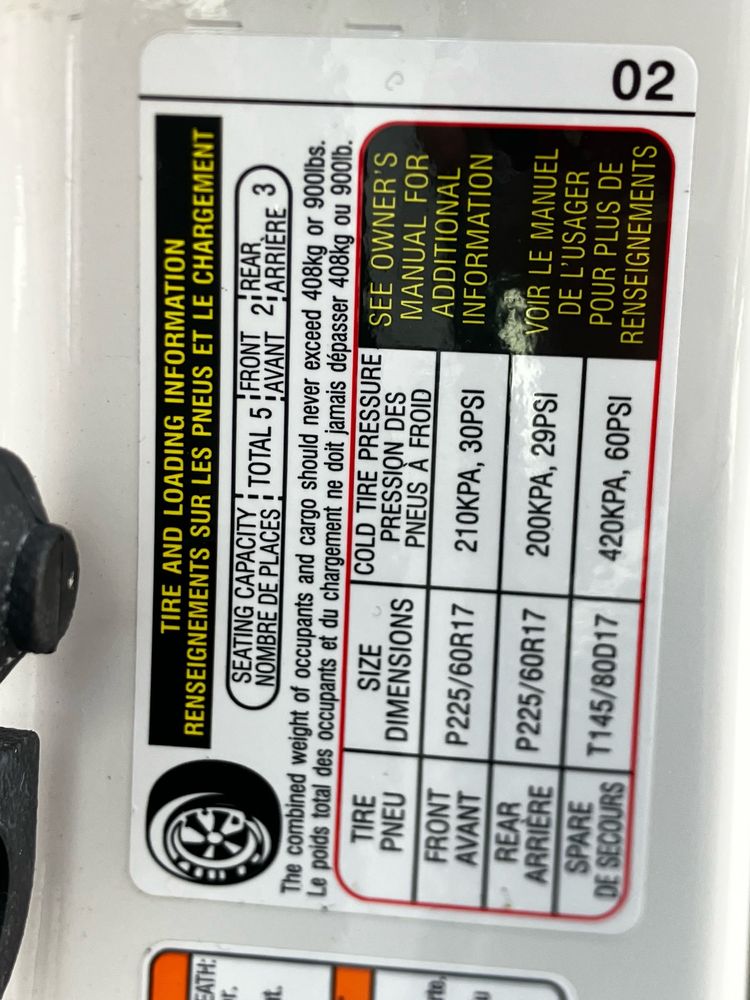 02
TIRE AND LOADING INFORMATION
RENSEIGNEMENTS SUR LES PNEUS ET LE CHARGEMENT
SEATING CAPACITY TOTAL 5 FRONT 2 REAR 3
NOMBRE DE PLACES AVANT ARRIÈRE
The combined weight of occupants and cargo should never exceed 408kg or 900lbs.
Le poids total des occupants et du chargement ne doit jamais dépasser 408kg ou 900lb.
TIRE SIZE COLD TIRE PRESSURE
PNEU DIMENSIONS PRESSION DES
PNEUS À FROID
FRONT P225/60R17 210KPA, 30PSI
AVANT
REAR P225/60R17 200KPA, 29PSI
ARRIÈRE
SPARE T145/80D17 420KPA, 60PSI
DE SECOURS
SEE OWNER'S
MANUAL FOR
ADDITIONAL
INFORMATION
VOIR LE MANUEL
DE L'USAGER
POUR PLUS DE
RENSEIGNEMENTS